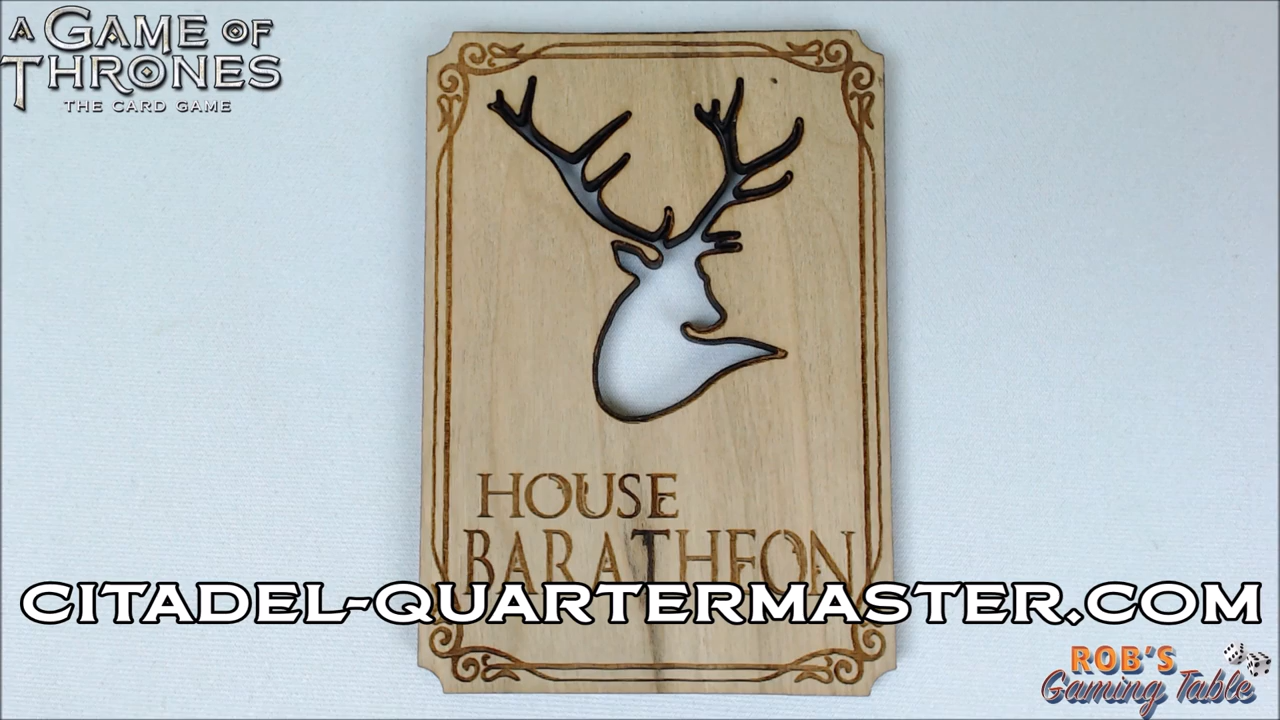 A GAME OF
THRONES
THE CARD GAME
HOUSE
BARATHEON
CITADEL-QUARTERMASTER.COM
ROB'S
Gaming Table